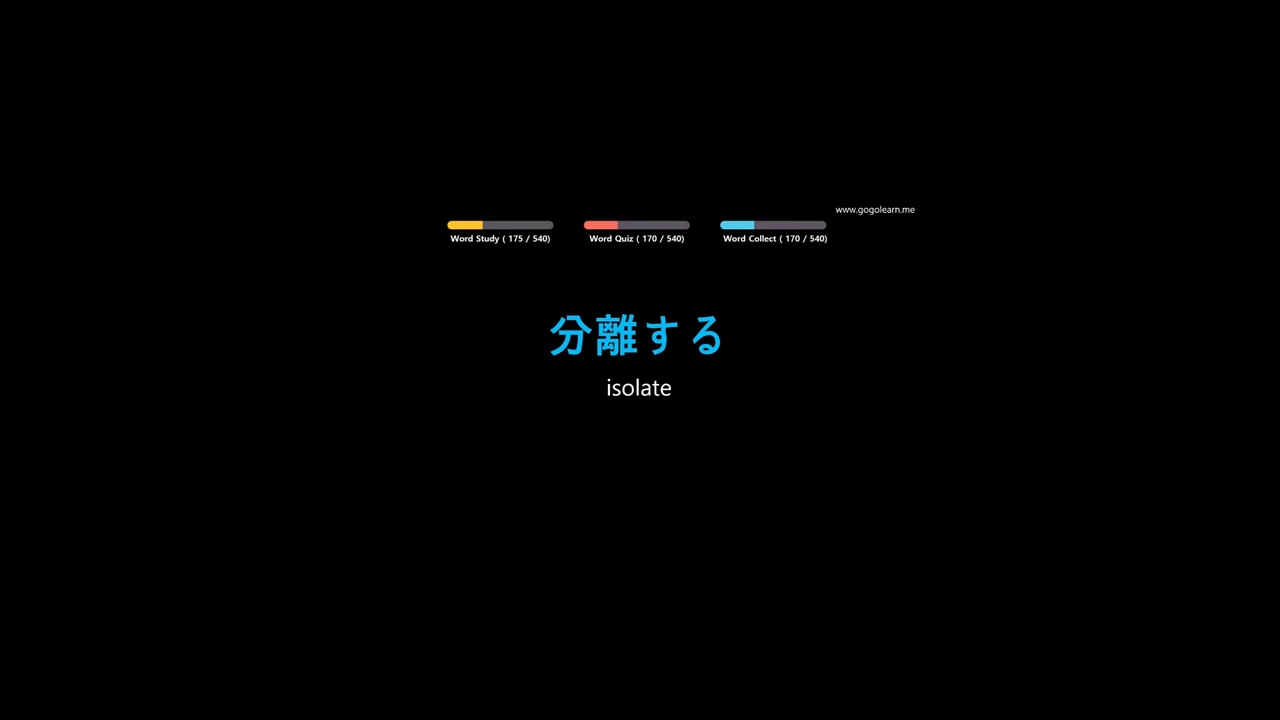 www.gogolearn.me
Word Study ( 175 / 540)
Word Quiz ( 170 / 540)
Word Collect ( 170 / 540)
分離する
isolate